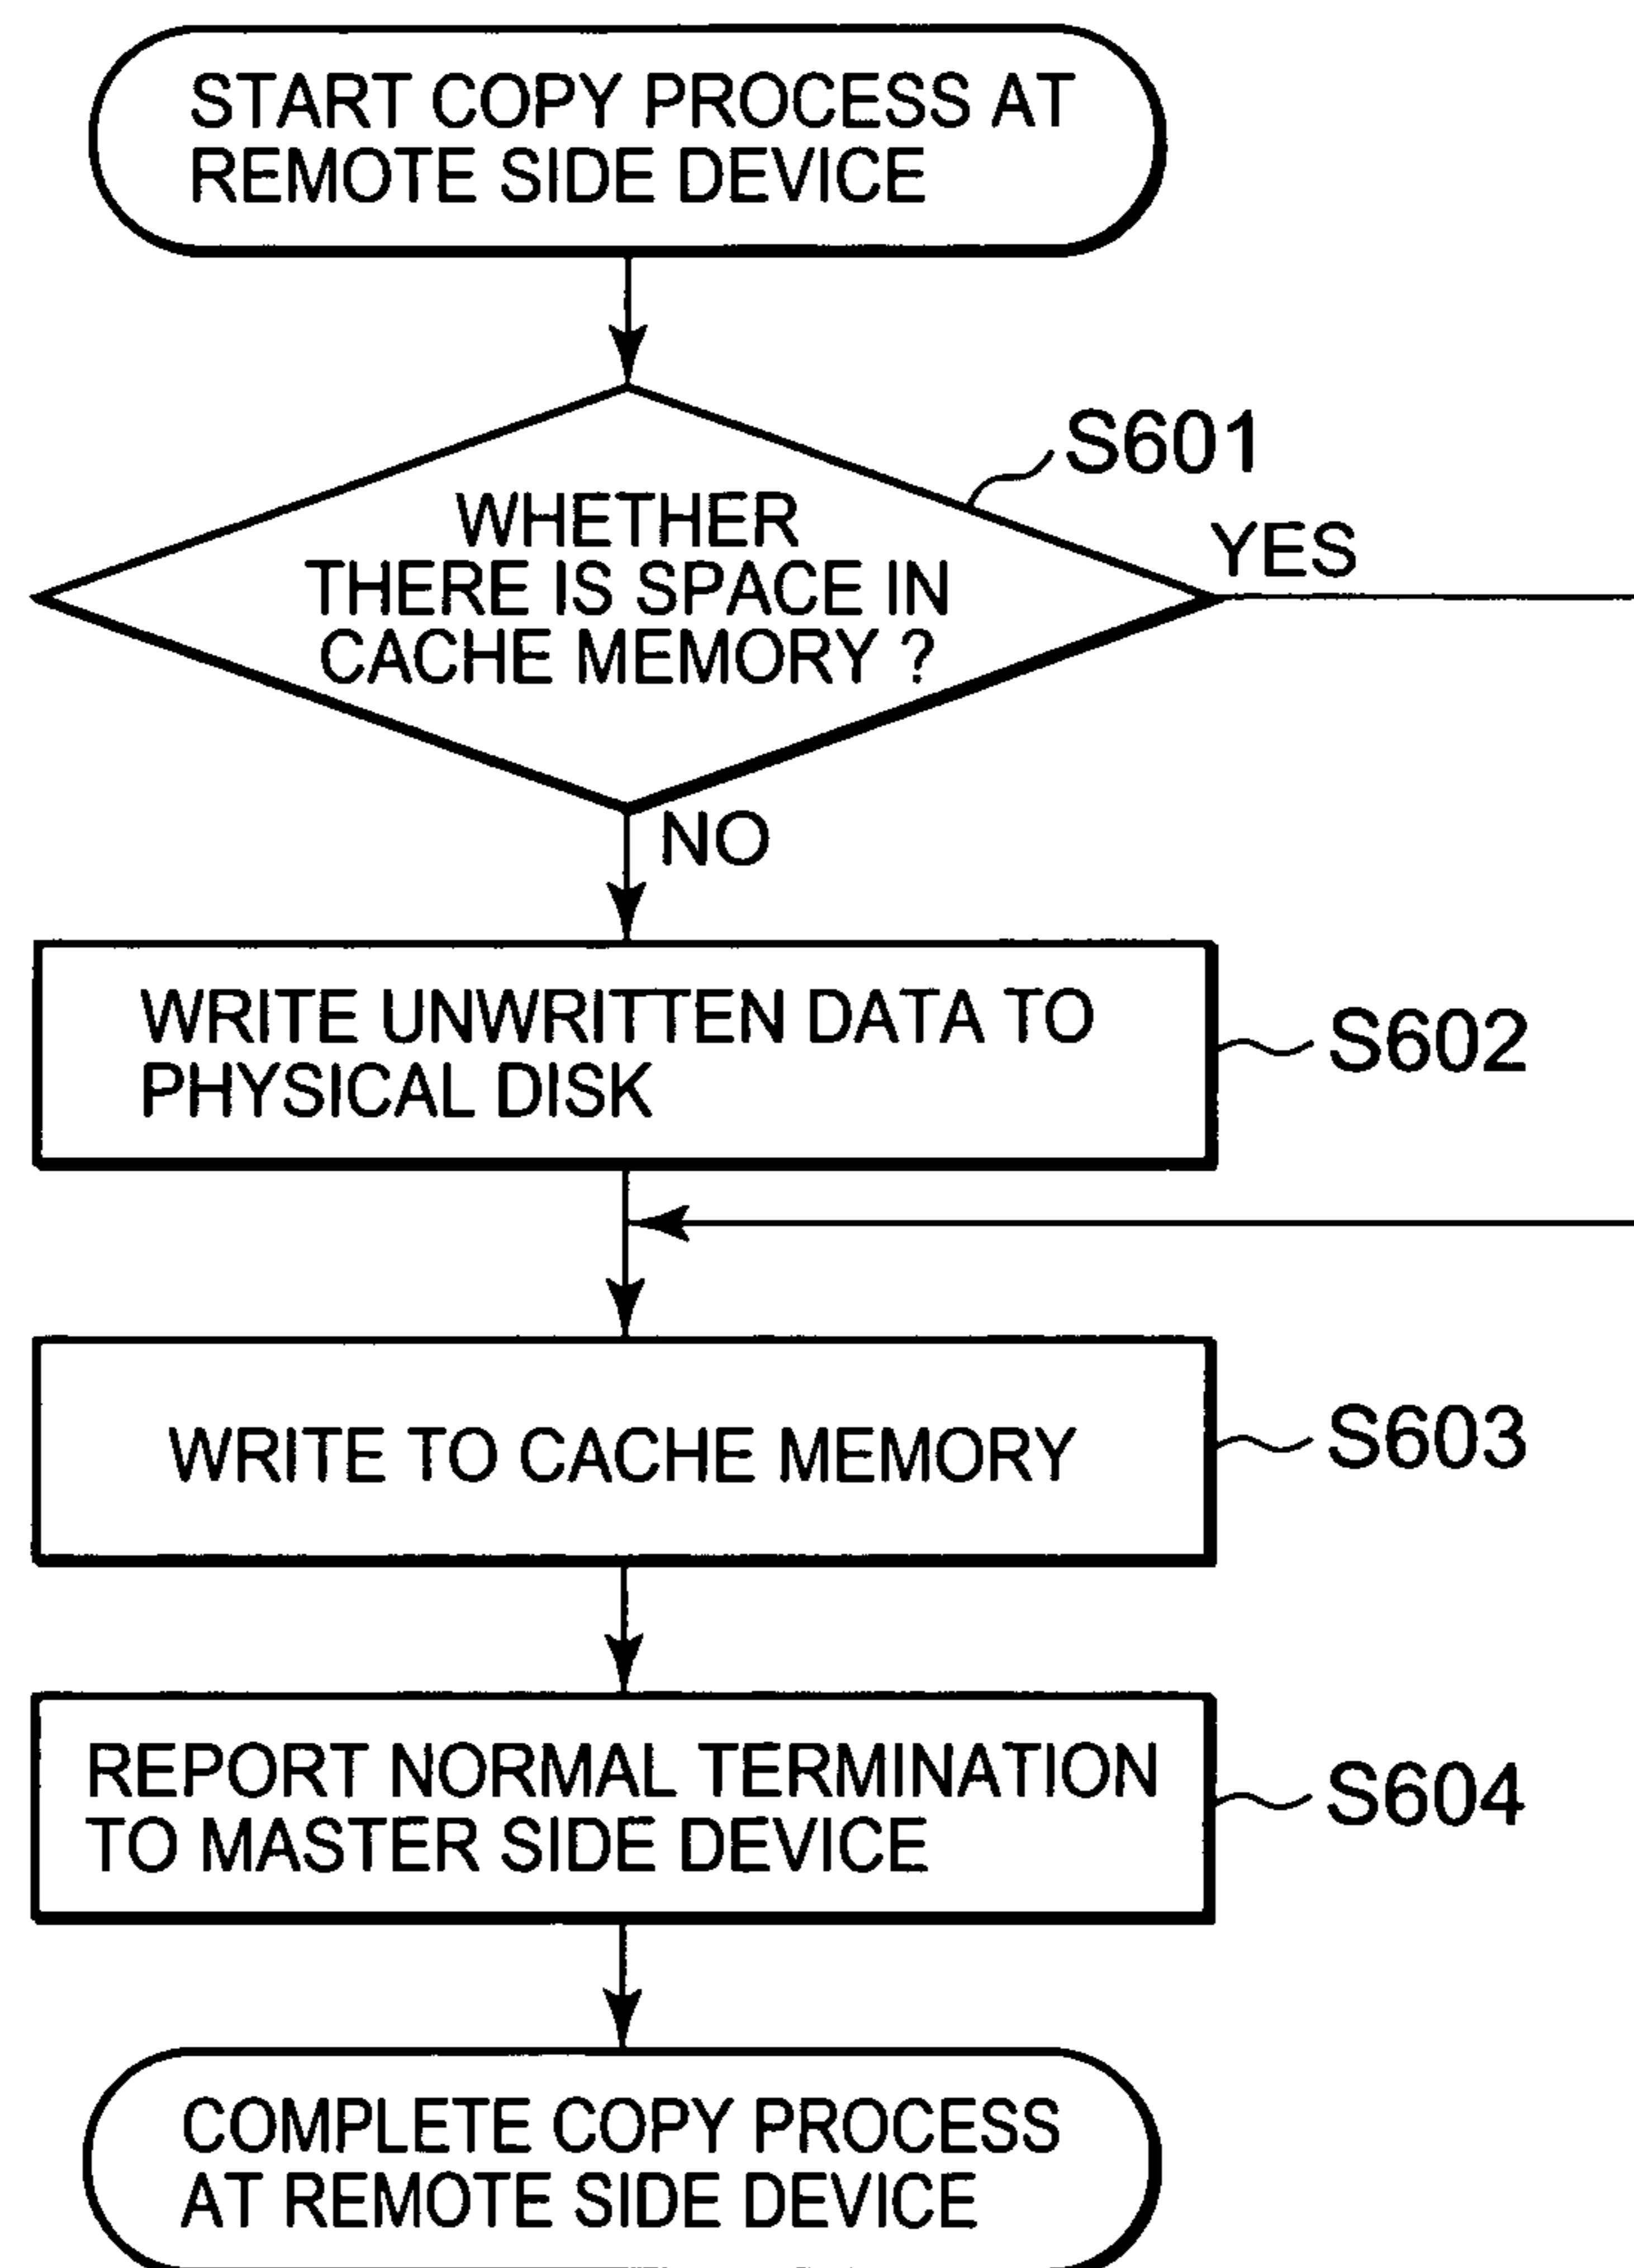 START COPY PROCESS AT
REMOTE SIDE DEVICE
S601
WHETHER
THERE IS SPACE IN
CACHE MEMORY ?
YES
NO
WRITE UNWRITTEN DATA TO
PHYSICAL DISK
S602
WRITE TO CACHE MEMORY
S603
REPORT NORMAL TERMINATION
TO MASTER SIDE DEVICE
S604
COMPLETE COPY PROCESS
AT REMOTE SIDE DEVICE